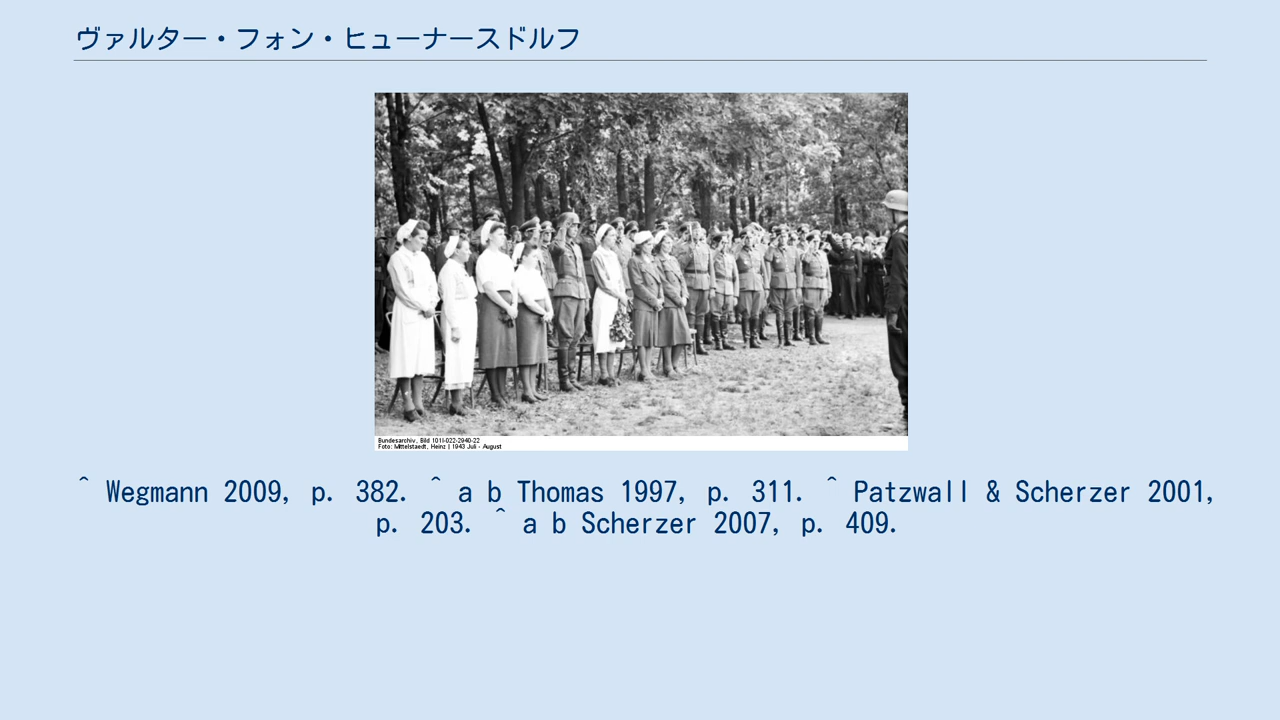 ヴァルター・フォン・ヒューナースドルフ
Bundesarchiv, Bild 101I-022-2940-22
Foto: Mittelstaedt, Heinz | 1943 Juli - August
^ Wegmann 2009, p. 382. ^ a b Thomas 1997, p. 311. ^ Patzwall & Scherzer 2001,
p. 203. ^ a b Scherzer 2007, p. 409.